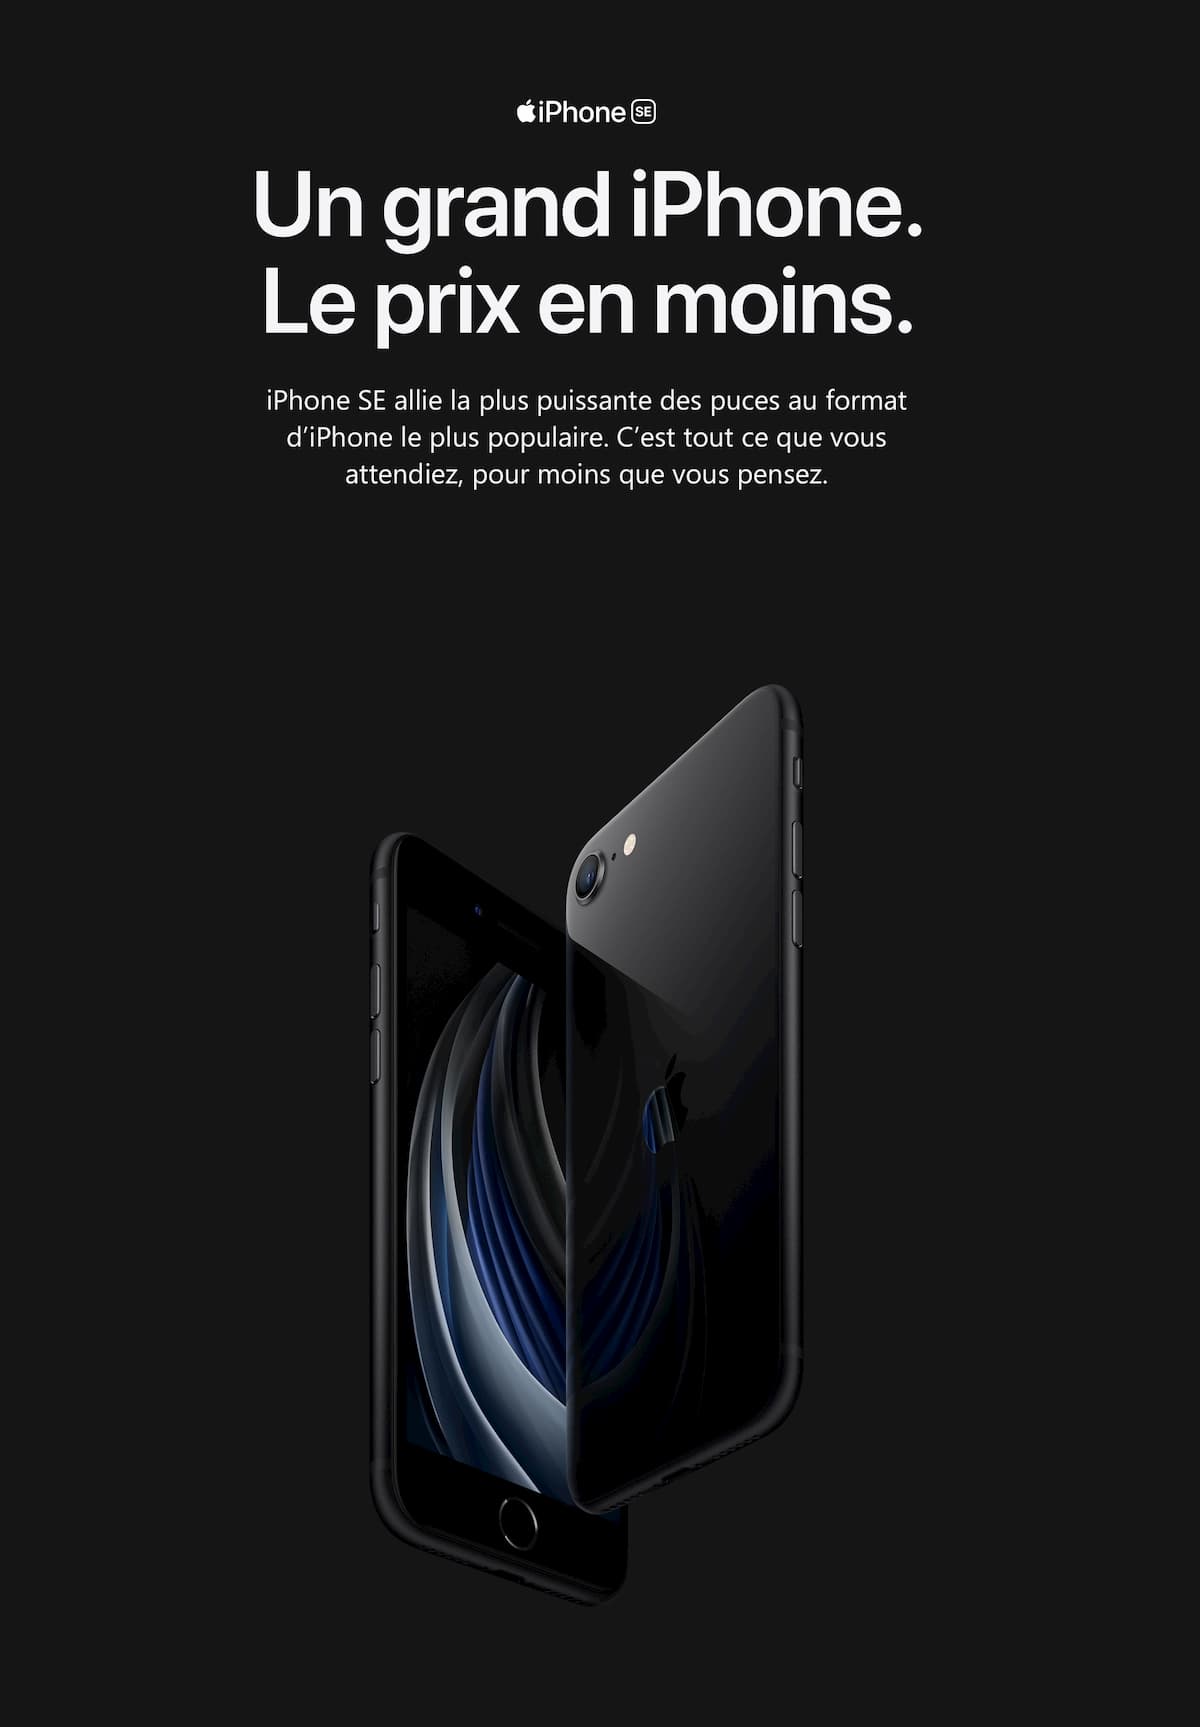 iPhone SE
Un grand iPhone.
Le prix en moins.
iPhone SE allie la plus puissante des puces au format
d’iPhone le plus populaire. C’est tout ce que vous
attendiez, pour moins que vous pensez.